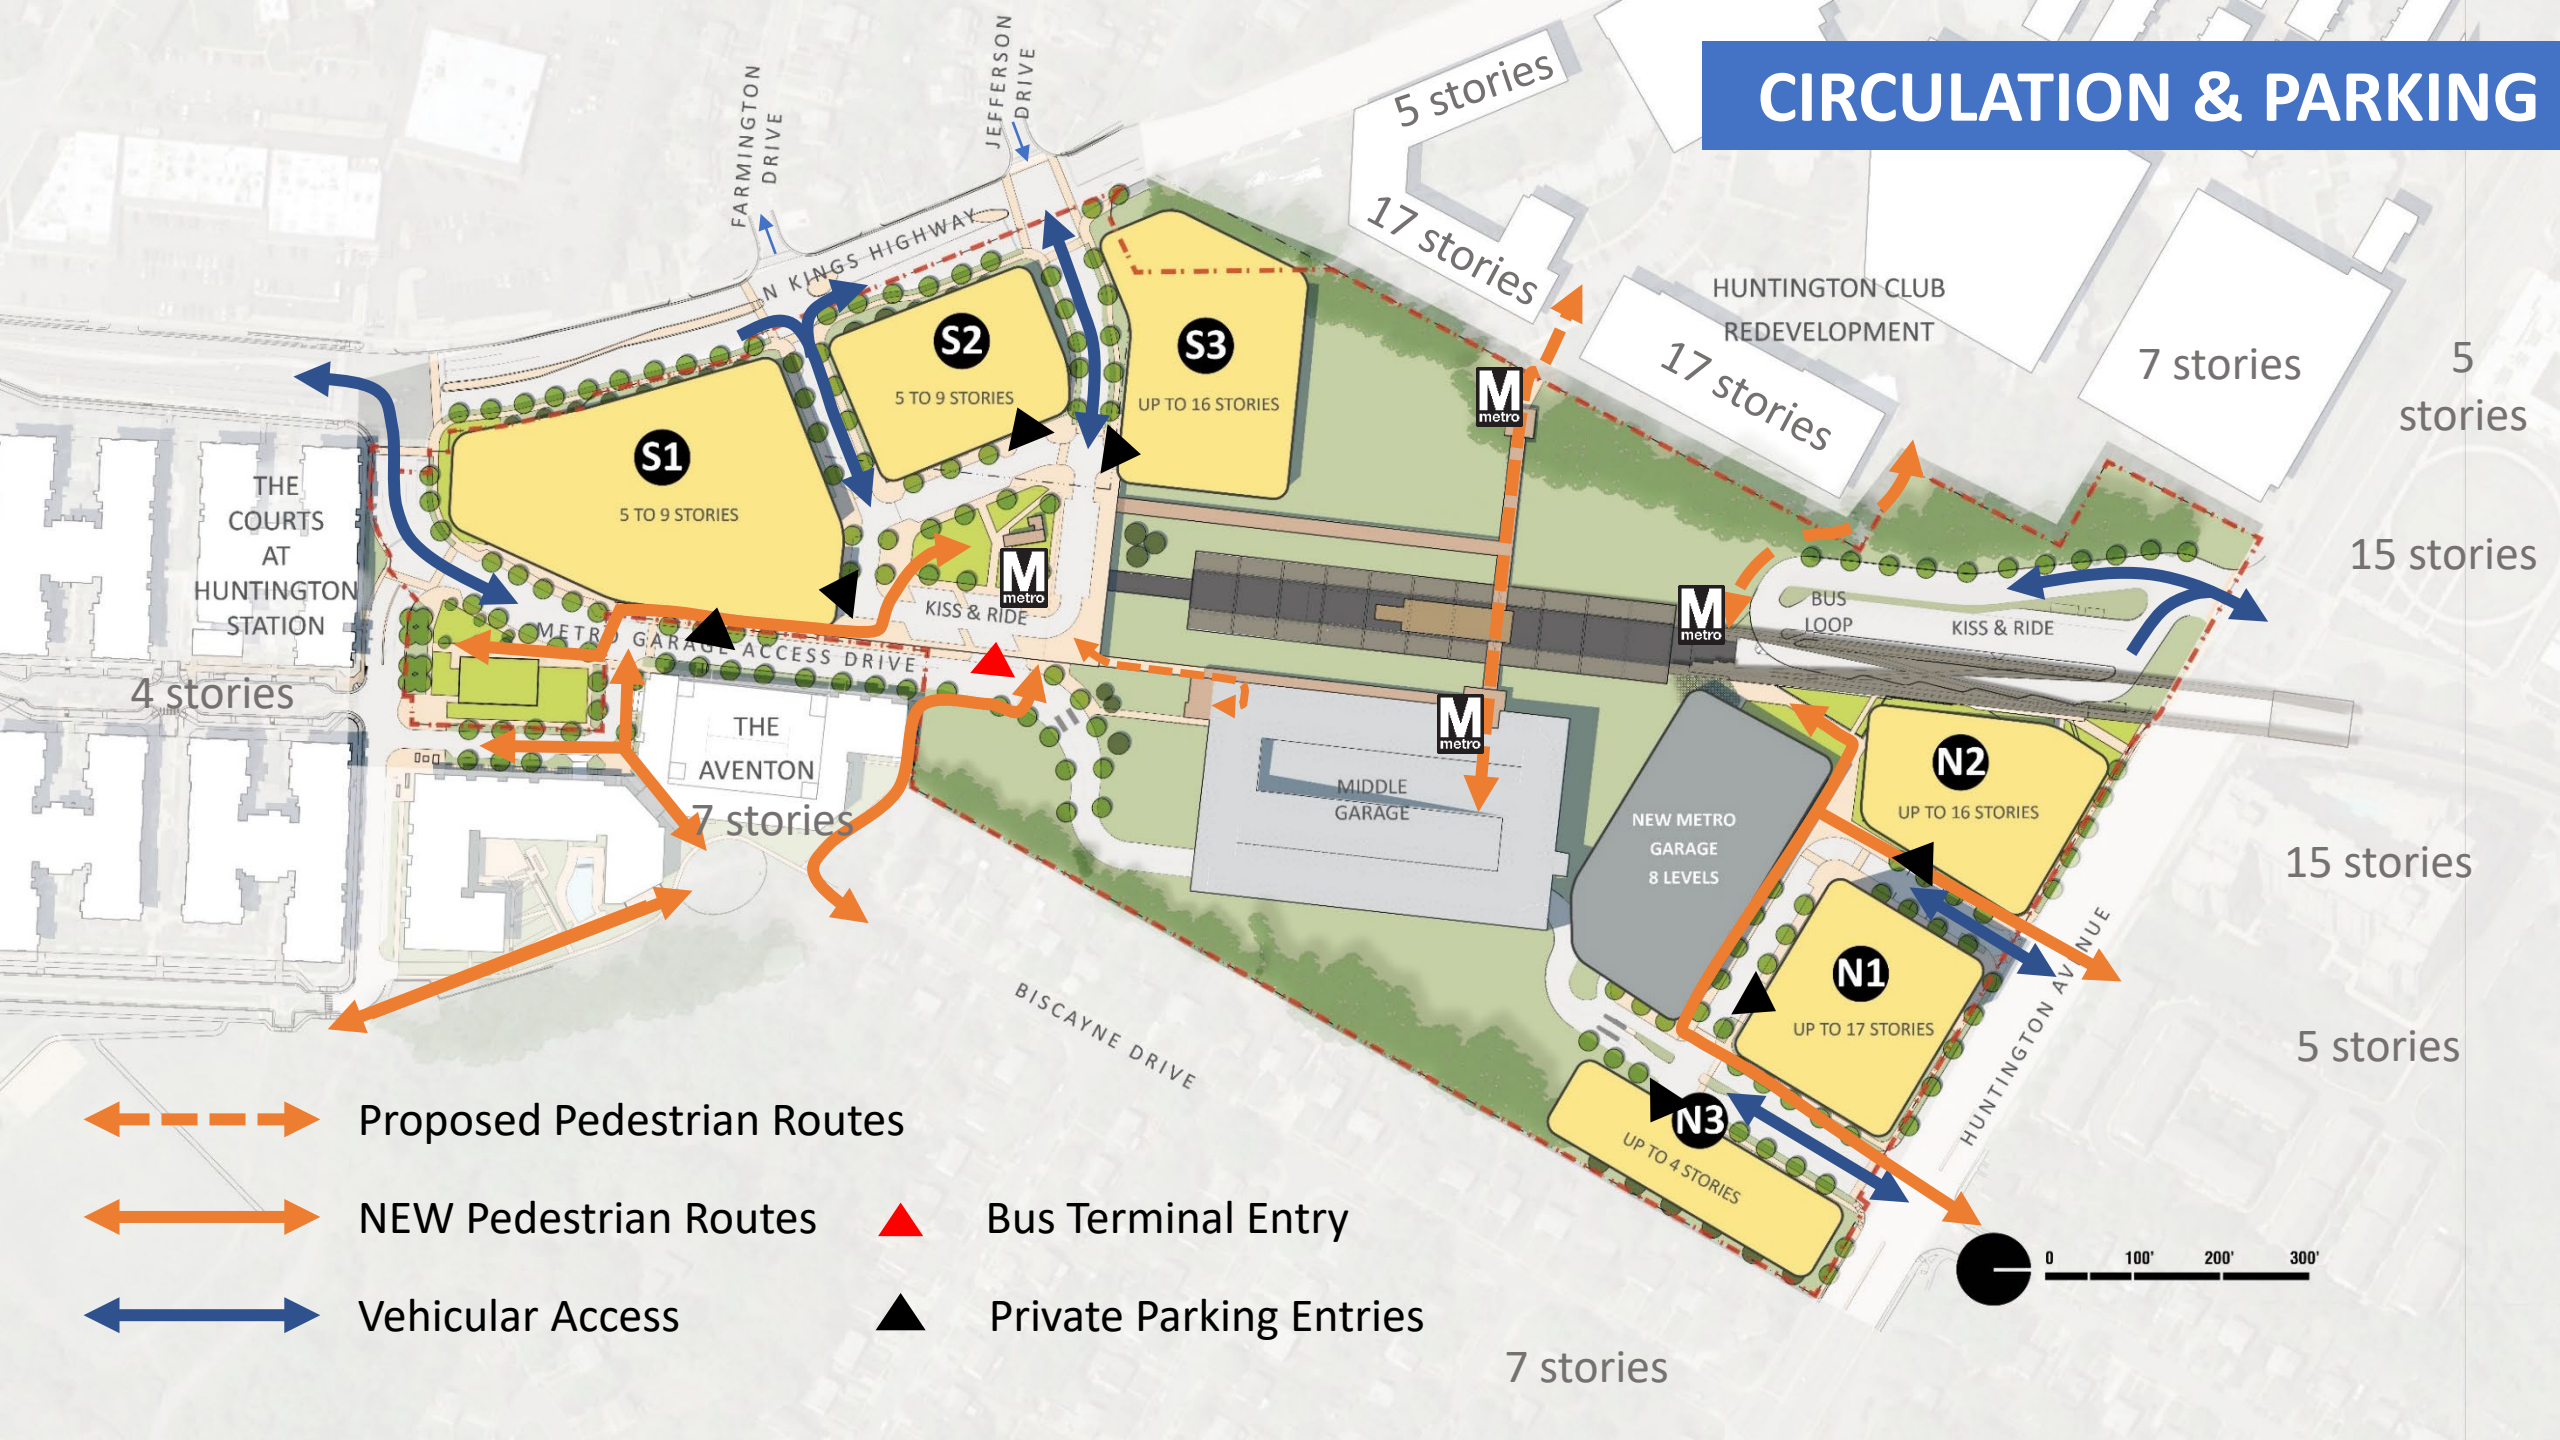 CIRCULATION & PARKING
FARMINGTON
DRIVE
JEFFERSON
DRIVE
N KINGS HIGHWAY
5 stories
17 stories
17 stories
HUNTINGTON CLUB
REDEVELOPMENT
7 stories
5
stories
15 stories
15 stories
5 stories
S1
5 TO 9 STORIES
S2
5 TO 9 STORIES
S3
UP TO 16 STORIES
THE
COURTS
AT
HUNTINGTON
STATION
4 stories
METRO GARAGE ACCESS DRIVE
KISS & RIDE
M
metro
M
metro
M
metro
M
metro
BUS
LOOP
KISS & RIDE
THE
AVENTON
7 stories
MIDDLE
GARAGE
NEW METRO
GARAGE
8 LEVELS
N2
UP TO 16 STORIES
N1
UP TO 17 STORIES
N3
UP TO 4 STORIES
HUNTINGTON AVENUE
BISCAYNE DRIVE
Proposed Pedestrian Routes
NEW Pedestrian Routes
Vehicular Access
Bus Terminal Entry
Private Parking Entries
0 100' 200' 300'
7 stories